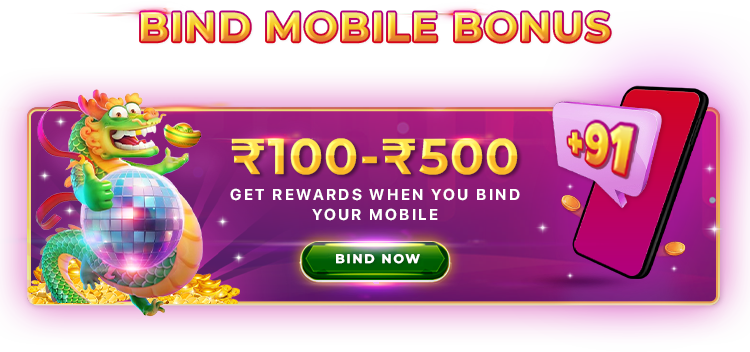 BIND MOBILE BONUS
₹100-₹500
+91
GET REWARDS WHEN YOU BIND
YOUR MOBILE
BIND NOW